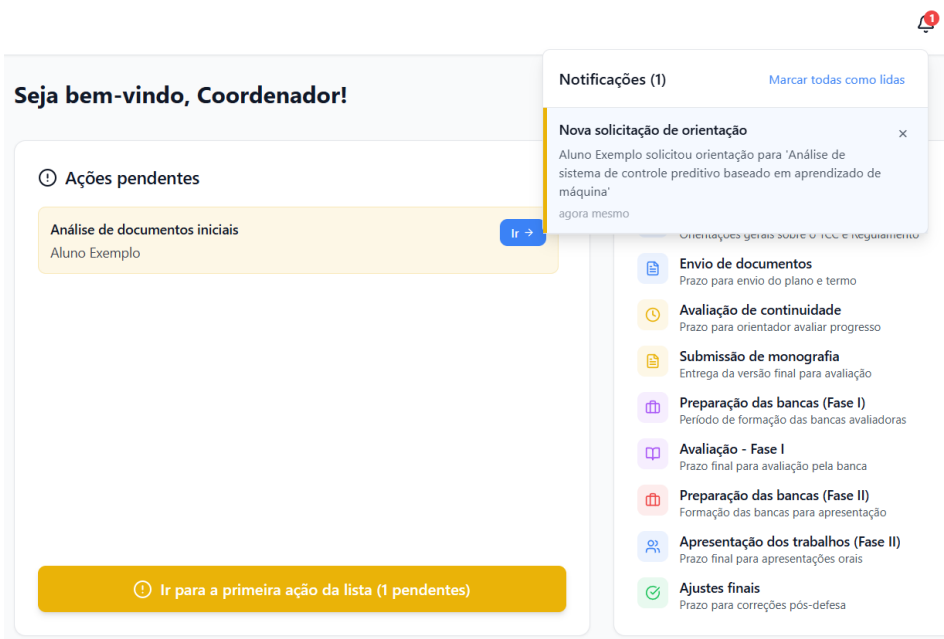 1
Notificações (1)
Marcar todas como lidas
Nova solicitação de orientação
×
Aluno Exemplo solicitou orientação para 'Análise de
sistema de controle preditivo baseado em aprendizado de
máquina'
agora mesmo
Seja bem-vindo, Coordenador!
Ações pendentes
Análise de documentos iniciais
Aluno Exemplo
Ir →
Ir para a primeira ação da lista (1 pendentes)
Orientações gerais sobre o TCC e Regulamento
Envio de documentos
Prazo para envio do plano e termo
Avaliação de continuidade
Prazo para orientador avaliar progresso
Submissão de monografia
Entrega da versão final para avaliação
Preparação das bancas (Fase I)
Período de formação das bancas avaliadoras
Avaliação - Fase I
Prazo final para avaliação pela banca
Preparação das bancas (Fase II)
Formação das bancas para apresentação
Apresentação dos trabalhos (Fase II)
Prazo final para apresentações orais
Ajustes finais
Prazo para correções pós-defesa